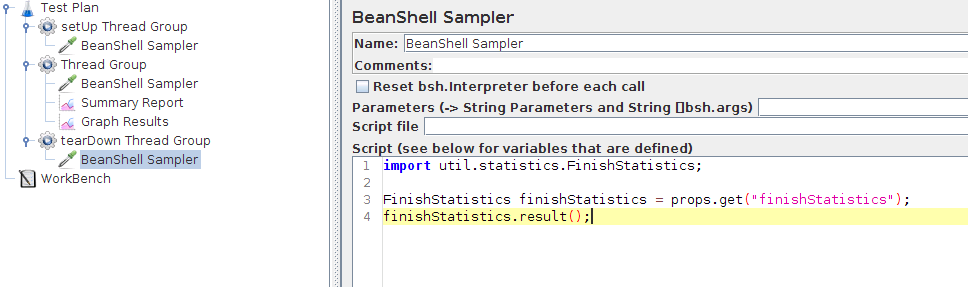 Test Plan
setUp Thread Group
BeanShell Sampler
Thread Group
BeanShell Sampler
Summary Report
Graph Results
tearDown Thread Group
BeanShell Sampler
WorkBench
BeanShell Sampler
Name: BeanShell Sampler
Comments:
Reset bsh.Interpreter before each call
Parameters (-> String Parameters and String []bsh.args)
Script file
Script (see below for variables that are defined)
1 import util.statistics.FinishStatistics;
2
3 FinishStatistics finishStatistics = props.get("finishStatistics");
4 finishStatistics.result();